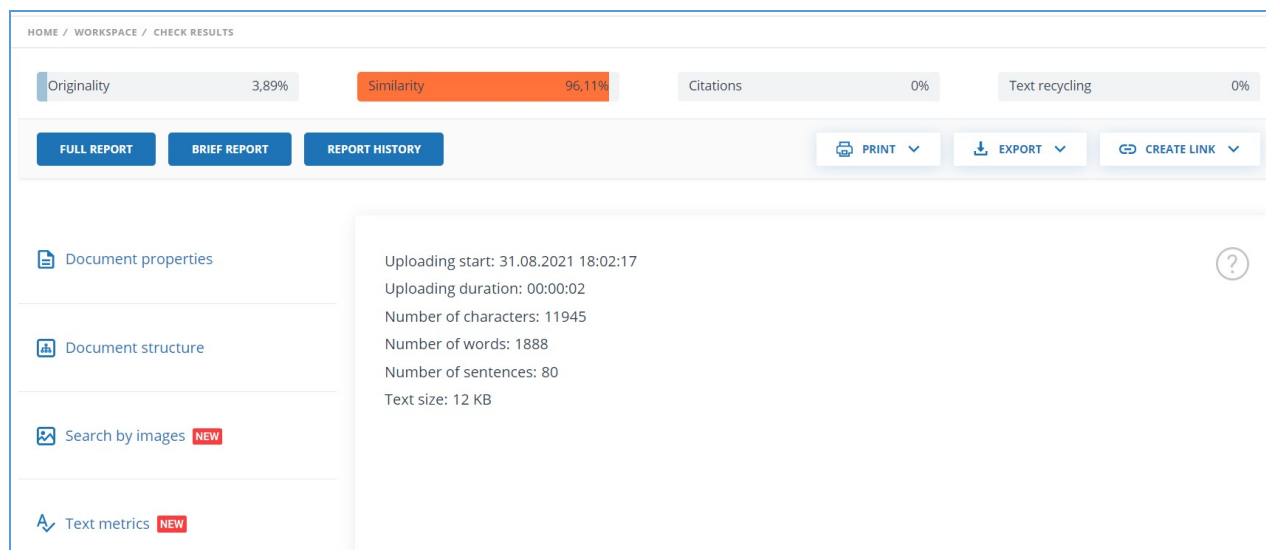 HOME / WORKSPACE / CHECK RESULTS
Originality 3,89% Similarity 96,11% Citations 0% Text recycling 0%
FULL REPORT BRIEF REPORT REPORT HISTORY PRINT EXPORT CREATE LINK
Document properties
Document structure
Search by images NEW
Text metrics NEW
Uploading start: 31.08.2021 18:02:17
Uploading duration: 00:00:02
Number of characters: 11945
Number of words: 1888
Number of sentences: 80
Text size: 12 KB
?